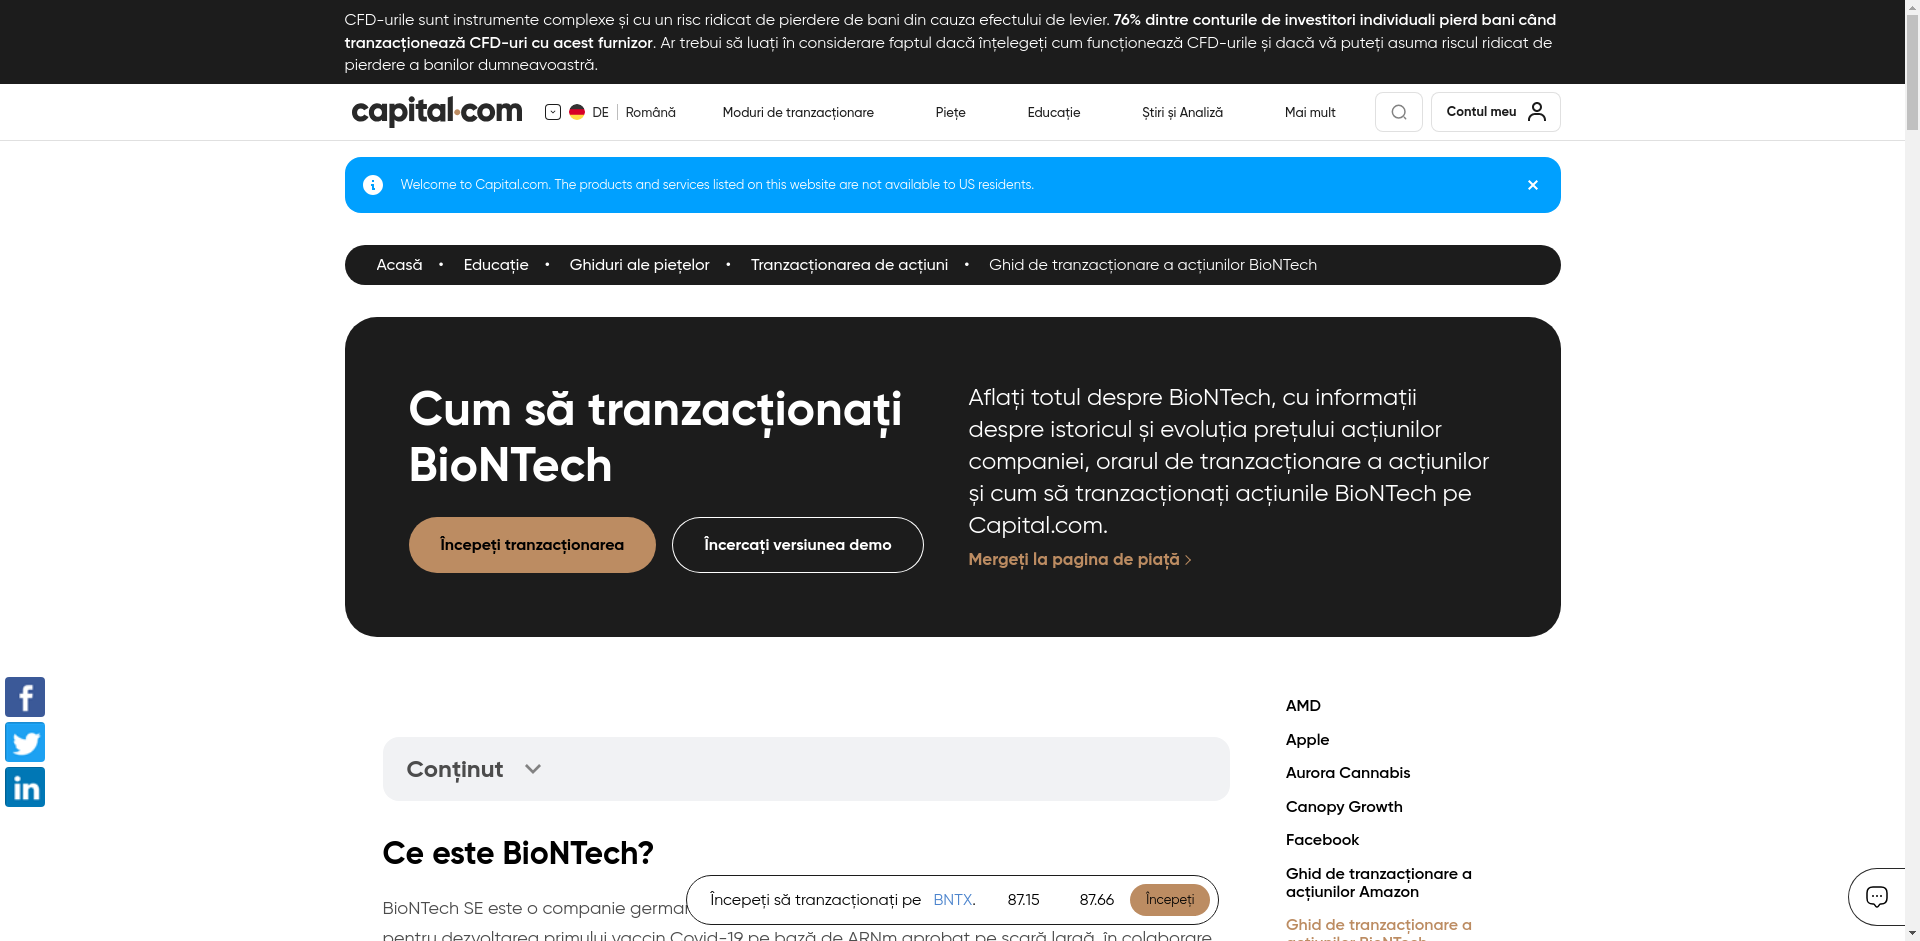 CFD-urile sunt instrumente complexe și cu un risc ridicat de pierdere de bani din cauza efectului de levier. 76% dintre conturile de investitori individuali pierd bani când
tranzacționează CFD-uri cu acest furnizor. Ar trebui să luați în considerare faptul dacă înțelegeți cum funcționează CFD-urile și dacă vă puteți asuma riscul ridicat de
pierdere a banilor dumneavoastră.
capital.com
DE
Română
Moduri de tranzacționare
Piețe
Educație
Știri și Analiză
Mai mult
Contul meu
Welcome to Capital.com. The products and services listed on this website are not available to US residents.
Acasă • Educație • Ghiduri ale piețelor • Tranzacționarea de acțiuni • Ghid de tranzacționare a acțiunilor BioNTech
Cum să tranzacționați
BioNTech
Începeți tranzacționarea
Încercați versiunea demo
Aflați totul despre BioNTech, cu informații
despre istoricul și evoluția prețului acțiunilor
companiei, orarul de tranzacționare a acțiunilor
și cum să tranzacționați acțiunile BioNTech pe
Capital.com.
Mergeți la pagina de piață
Conținut
Ce este BioNTech?
BioNTech SE este o companie german
pentru dezvoltarea primului vaccin Covid-19 pe bază de ARNm aprobat pe scară largă, în colaborare
Începeți să tranzacționați pe BNTX. 87.15 87.66 Începeți
AMD
Apple
Aurora Cannabis
Canopy Growth
Facebook
Ghid de tranzacționare a
acțiunilor Amazon
Ghid de tranzacționare a
acțiunilor BioNTech